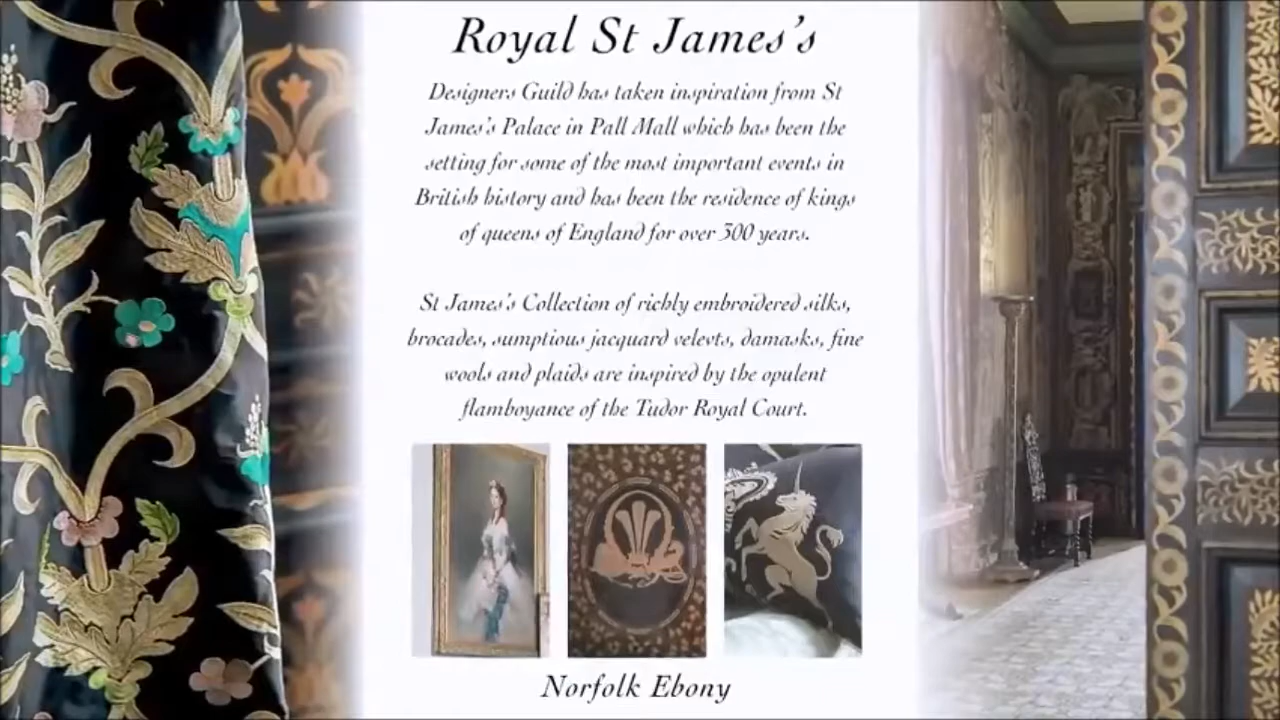 Royal St James's
Designers Guild has taken inspiration from St
James's Palace in Pall Mall which has been the
setting for some of the most important events in
British history and has been the residence of kings
of queens of England for over 300 years.
St James's Collection of richly embroidered silks,
brocades, sumptious jacquard velevts, damasks, fine
wools and plaids are inspired by the opulent
flamboyance of the Tudor Royal Court.
Norfolk Ebony